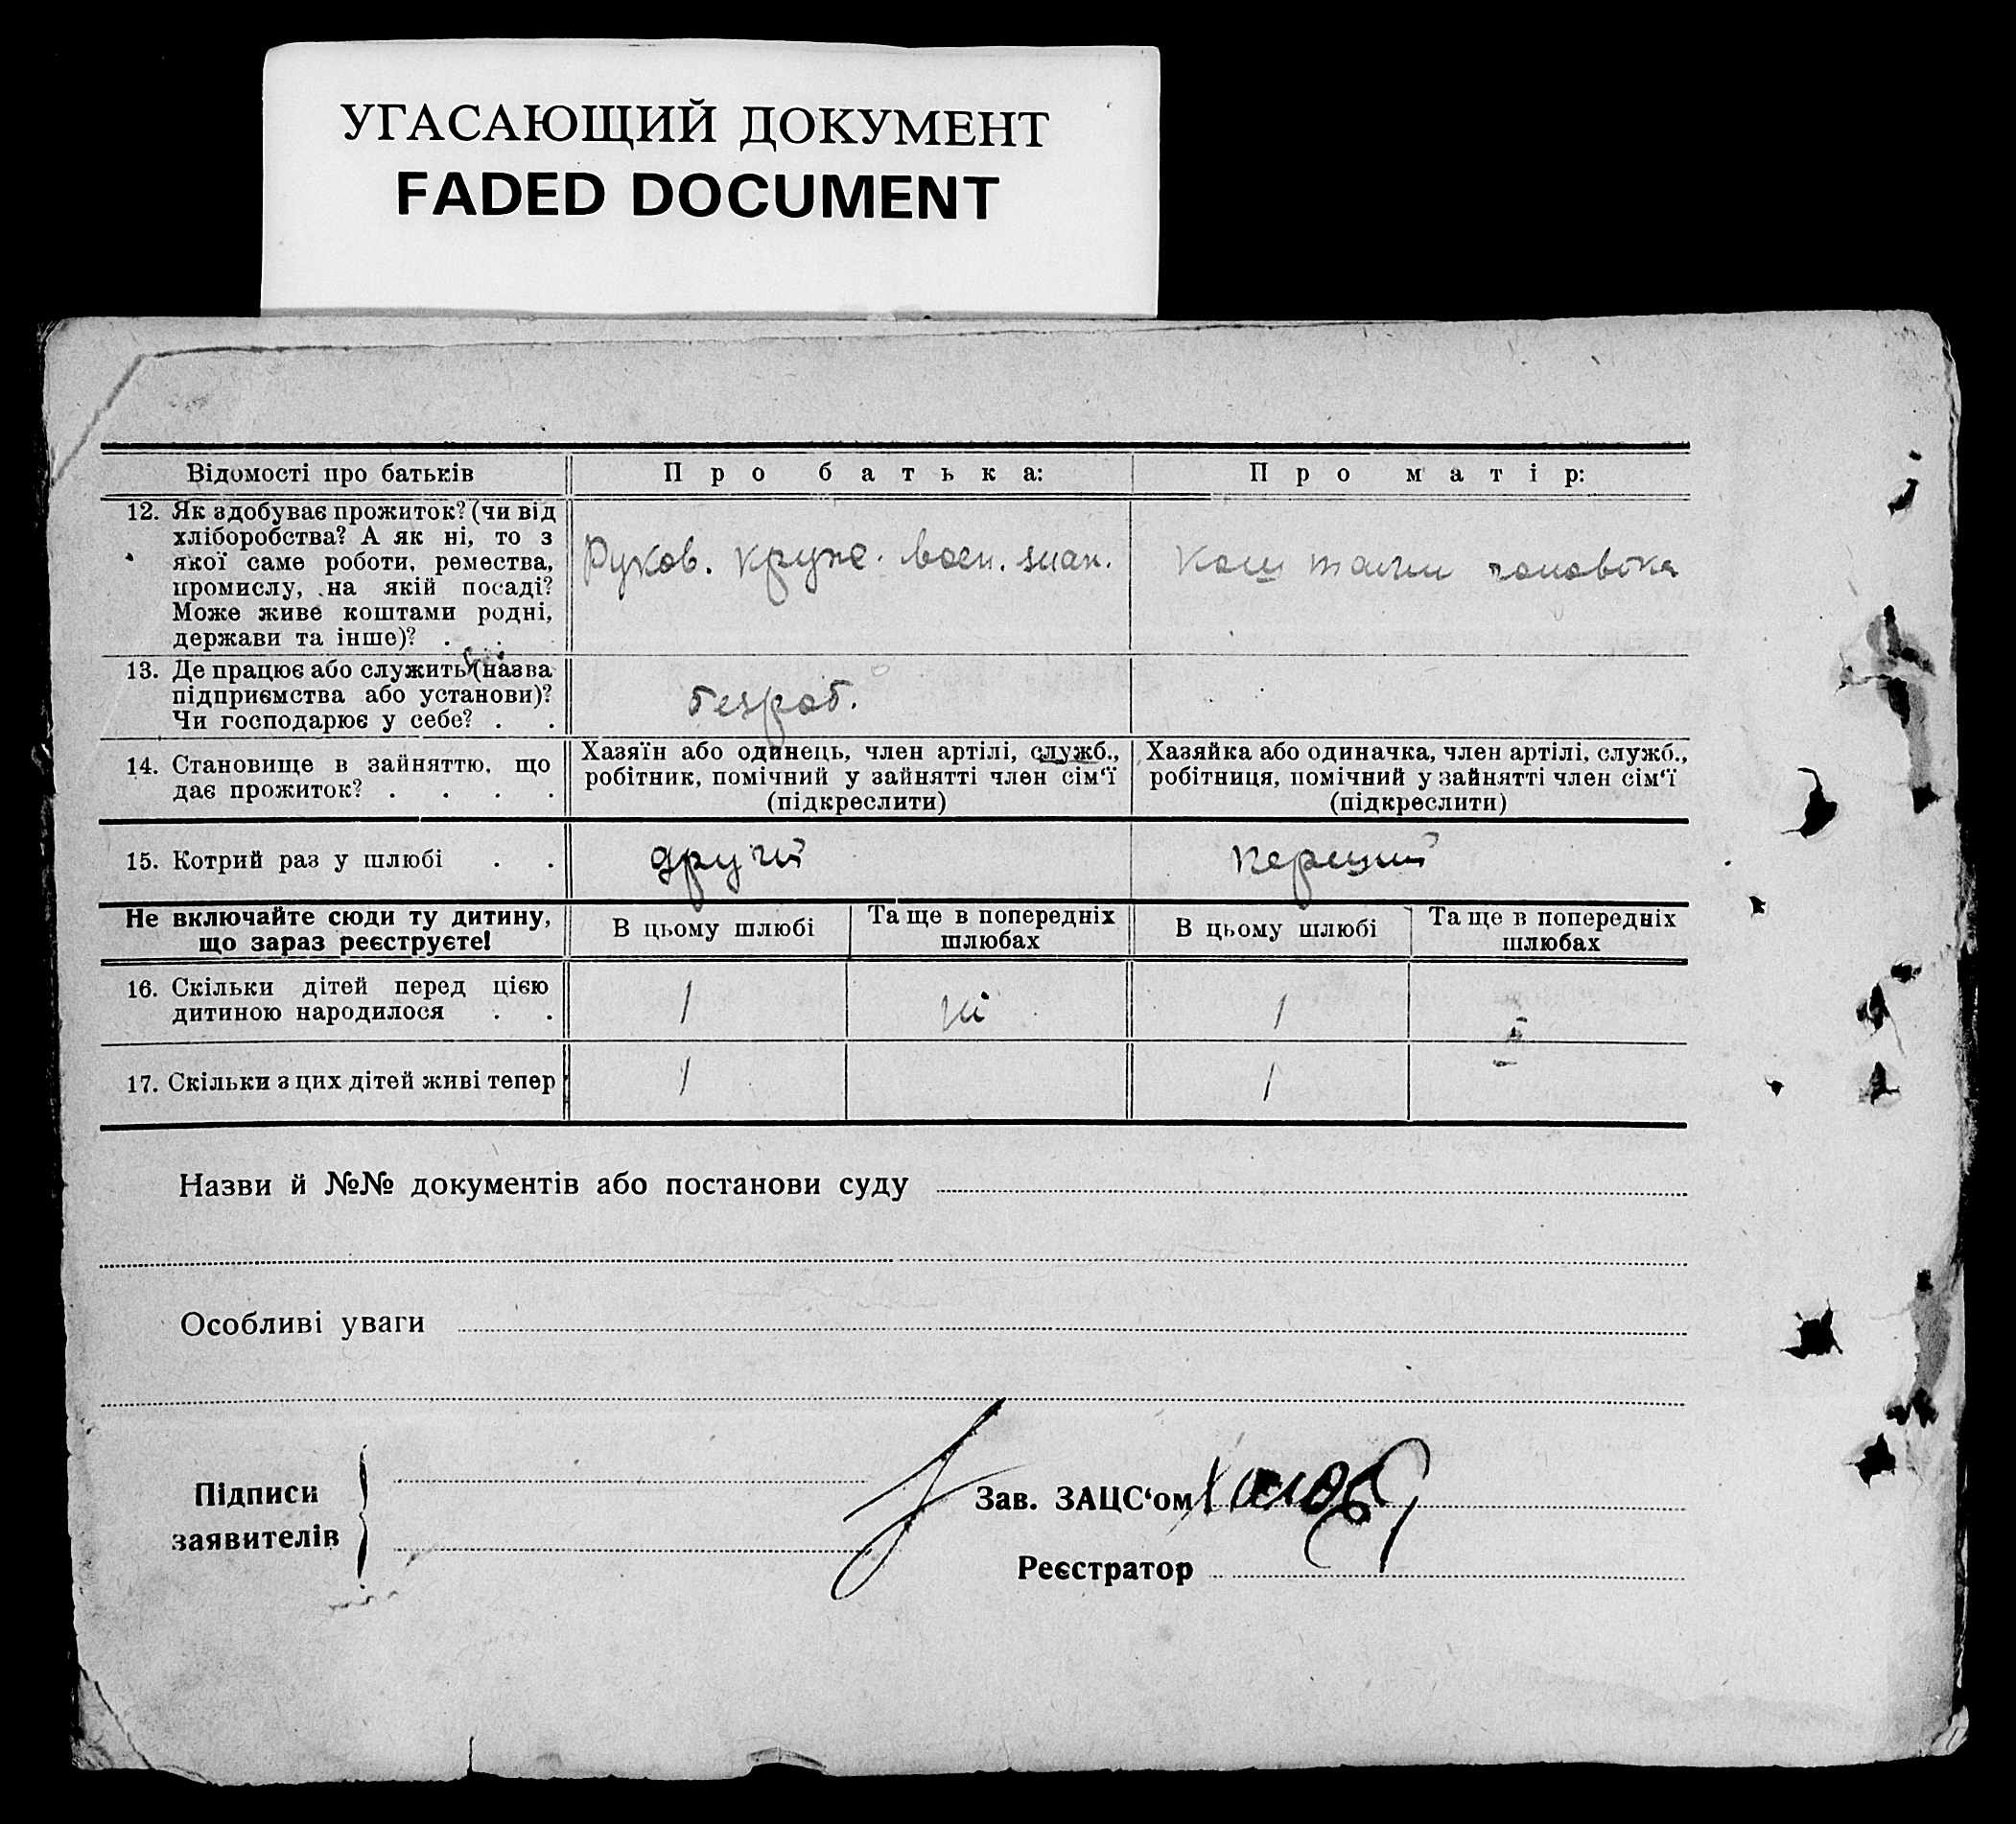 УГАСАЮЩИЙ ДОКУМЕНТ
FADED DOCUMENT
Відомості про батьків
Про батька:
Про матір:
12. Як здобуває прожиток? (чи від
хліборобства? А як ні, то з
якої саме роботи, ремества,
промислу, на якій посаді?
Може живе коштами родні,
держави та інше)? . .
Руков. круж. воен. знан.
коштами чоловіка
13. Де працює або служить (назва
підприємства або установи)?
Чи господарює у себе? . .
безроб.
14. Становище в зайняттю, що
дає прожиток? . . . .
Хазяїн або одинець, член артілі, служб.,
робітник, помічний у зайнятті член сім‘ї
(підкреслити)
Хазяйка або одиначка, член артілі, служб.,
робітниця, помічний у зайнятті член сім‘ї
(підкреслити)
15. Котрий раз у шлюбі . .
другий
перший
Не включайте сюди ту дитину,
що зараз реєструєте!
В цьому шлюбі
Та ще в попередніх
шлюбах
В цьому шлюбі
Та ще в попередніх
шлюбах
16. Скільки дітей перед цією
дитиною народилося . .
1
ні
1
17. Скільки з цих дітей живі тепер
1
1
Назви й №№ документів або постанови суду
Особливі уваги
Підписи
заявителів
Зав. ЗАЦС‘ом
Реєстратор